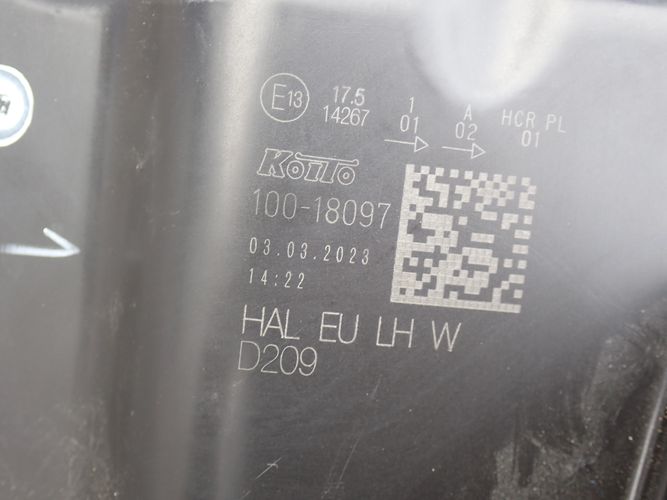 E13 17.5 1 A HCR PL
14267 01 02 01
KOITO
100-18097
03.03.2023
14:22
HAL EU LH W
D209